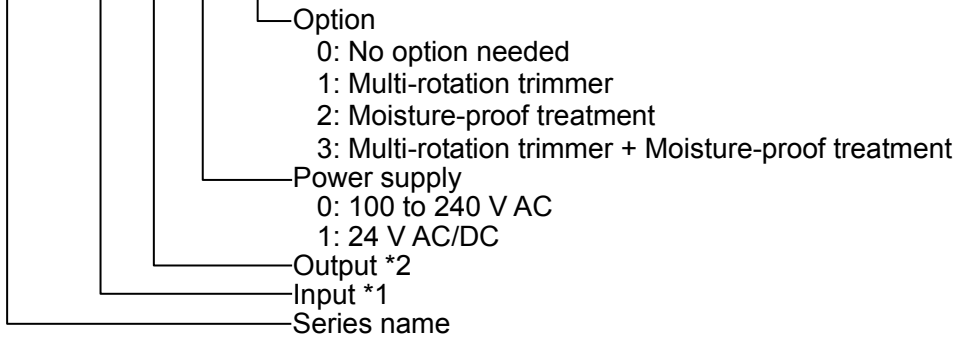 Option
0: No option needed
1: Multi-rotation trimmer
2: Moisture-proof treatment
3: Multi-rotation trimmer + Moisture-proof treatment
Power supply
0: 100 to 240 V AC
1: 24 V AC/DC
Output *2
Input *1
Series name